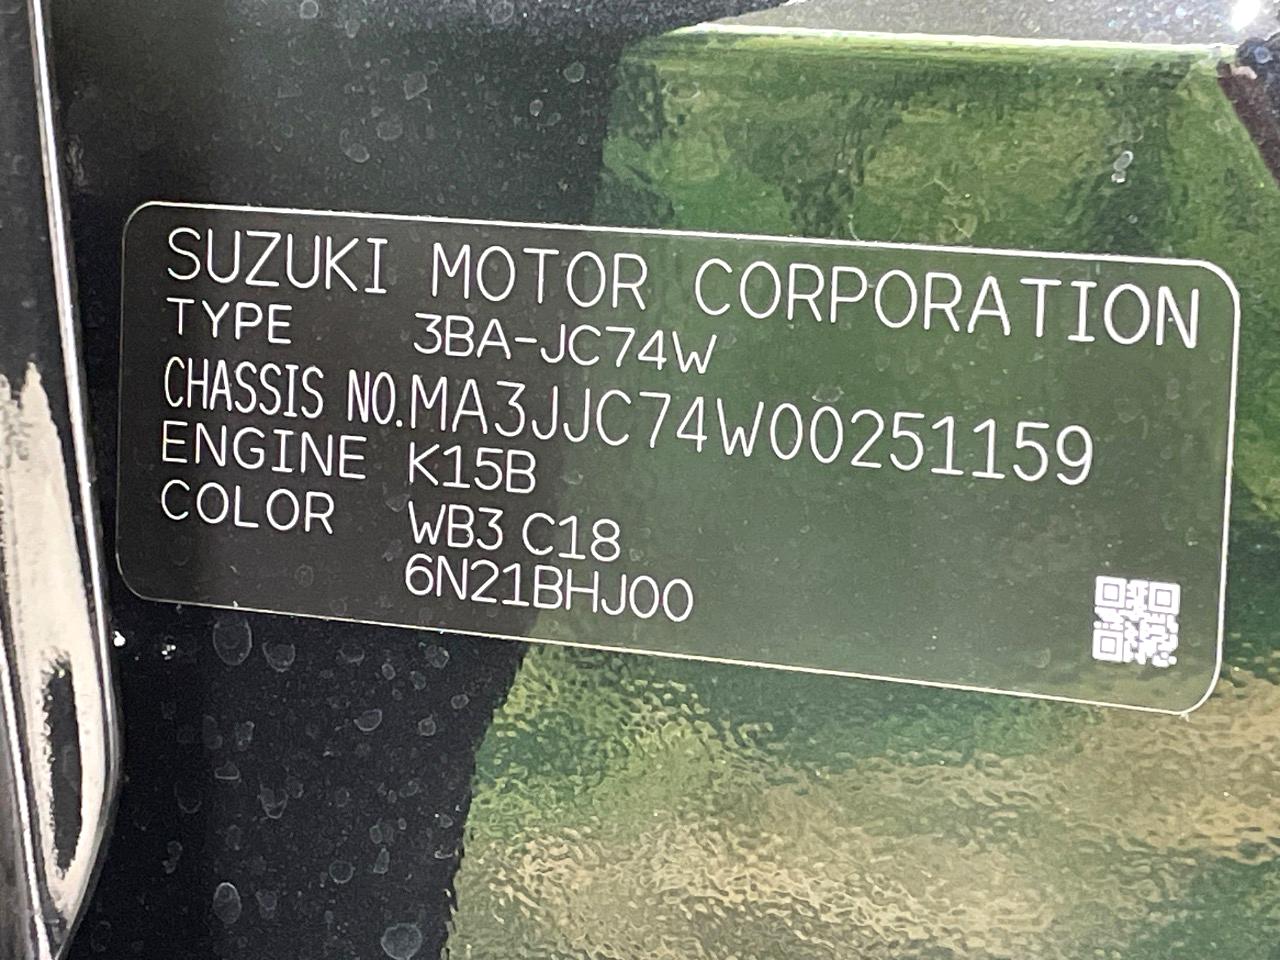 SUZUKI MOTOR CORPORATION
TYPE 3BA-JC74W
CHASSIS NO.MA3JJC74W00251159
ENGINE K15B
COLOR WB3 C18
6N21BHJ00